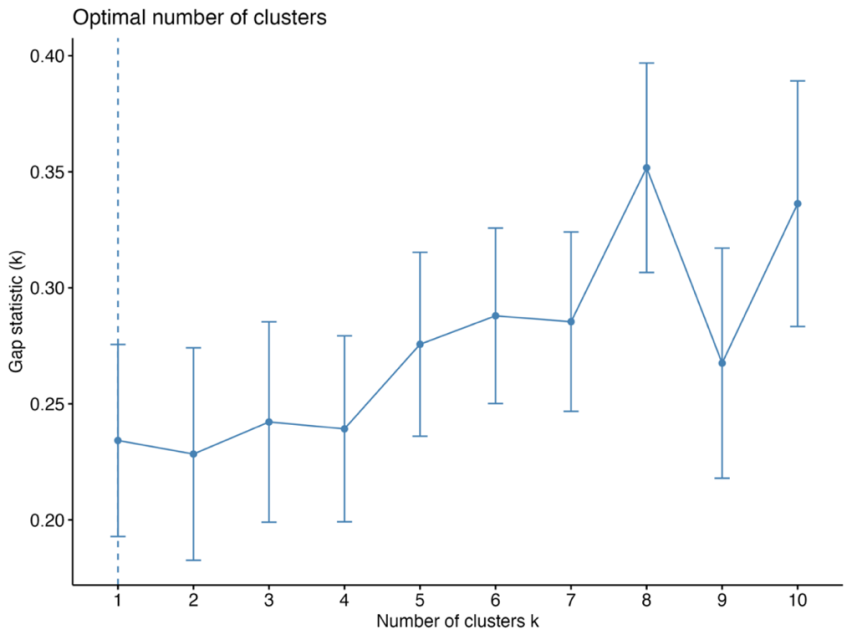 Optimal number of clusters
Gap statistic (k)
0.40
0.35
0.30
0.25
0.20
1 2 3 4 5 6 7 8 9 10
Number of clusters k